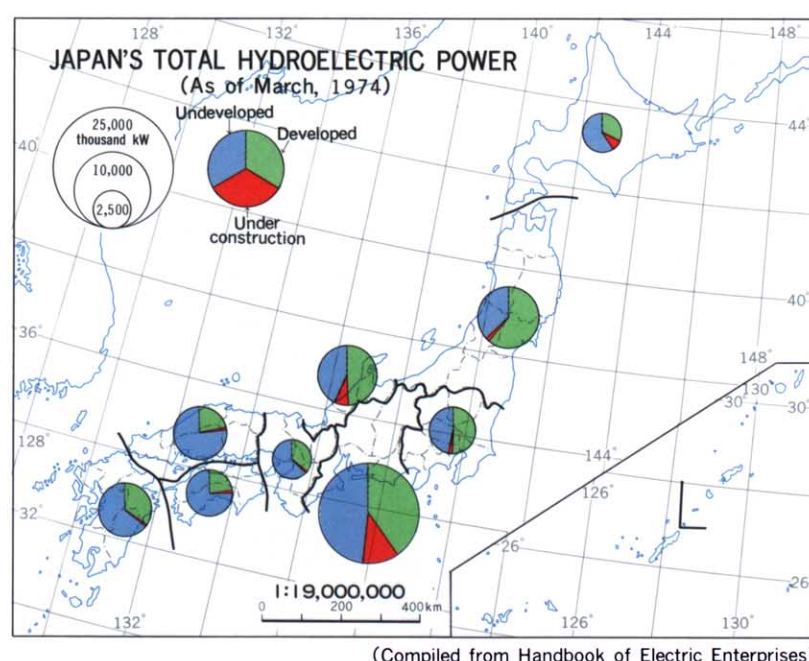 128° 132° 136° 140° 144° 148°
JAPAN'S TOTAL HYDROELECTRIC POWER
(As of March, 1974)
Undeveloped
Developed
25,000
thousand kW
10,000
2,500
Under
construction
44°
40
40°
36°
148°
130°
30° 30°
128°
144°
126°
32°
26°
26°
1:19,000,000
0 200 400km
132° 126° 130°
(Compiled from Handbook of Electric Enterprises